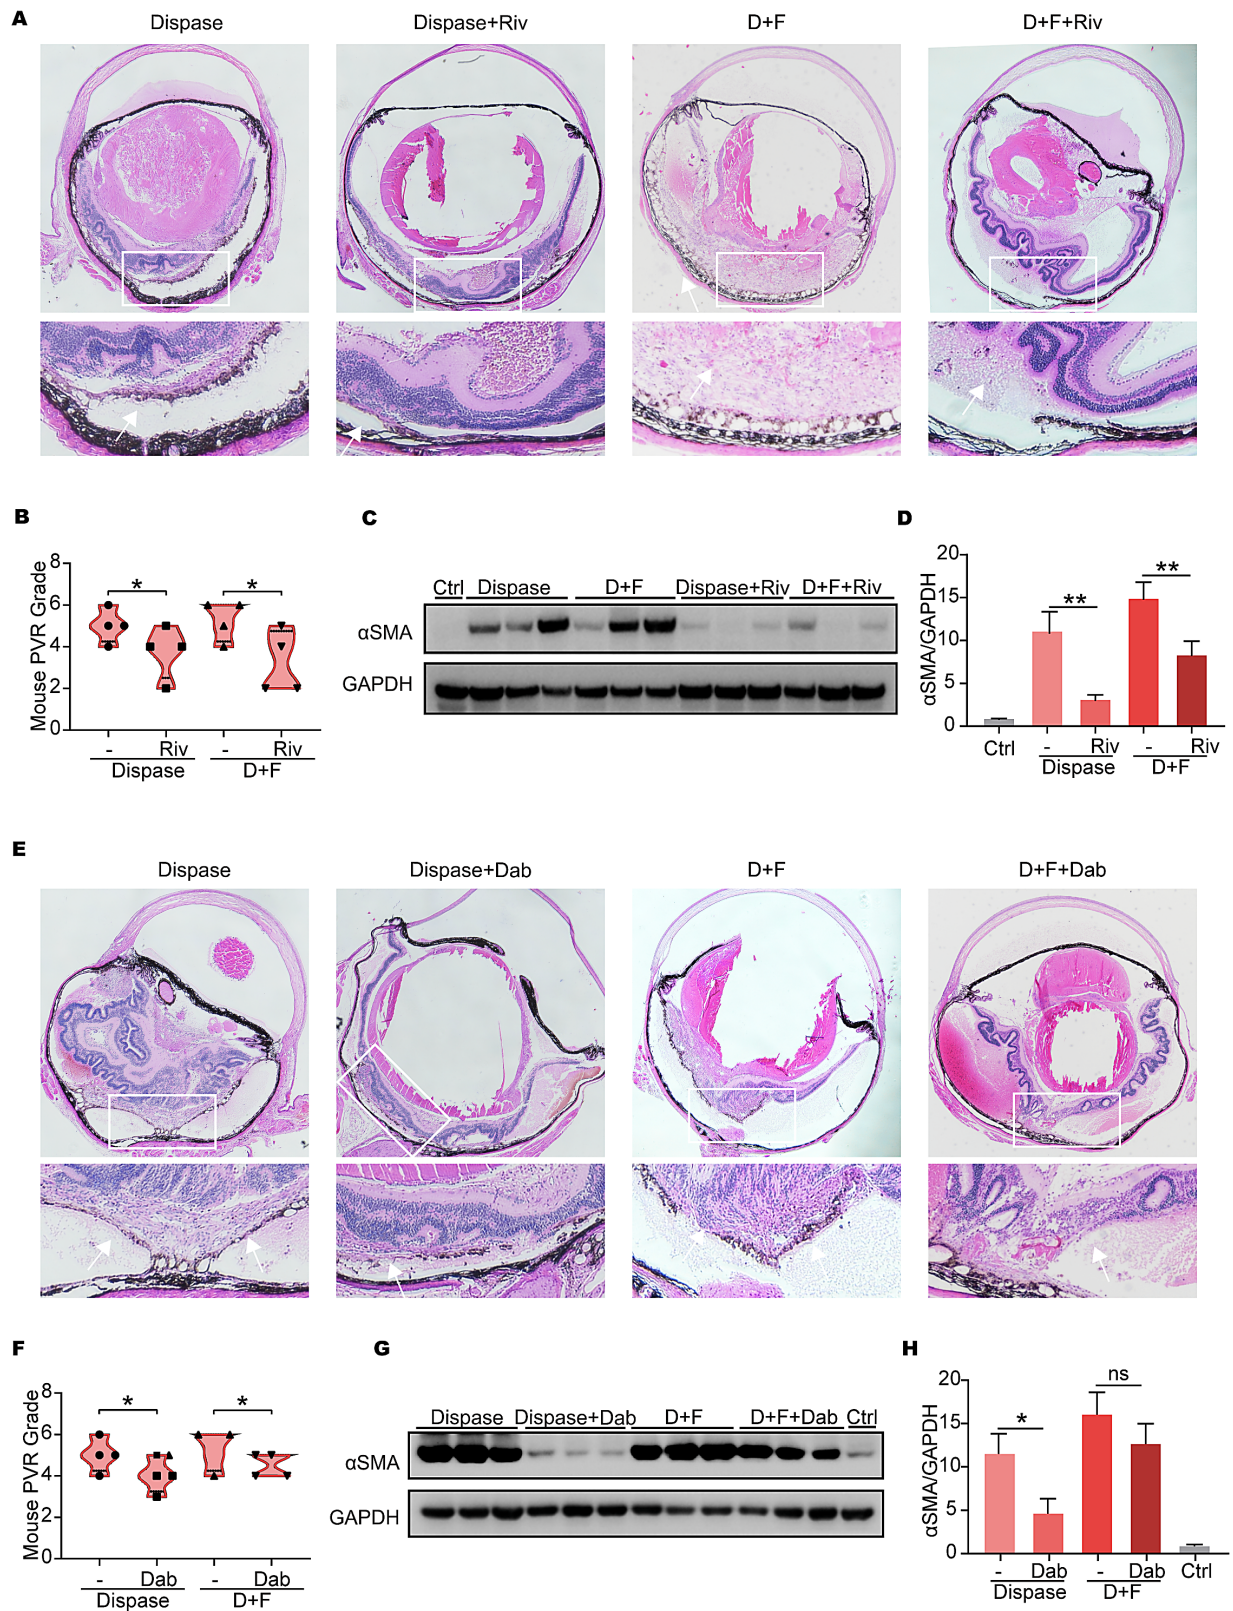 A
Dispase Dispase+Riv D+F D+F+Riv
B C D
Mouse PVR Grade
8
6
4
2
0
* *
- Riv - Riv
Dispase D+F
Ctrl Dispase D+F Dispase+Riv D+F+Riv
αSMA
GAPDH
αSMA/GAPDH
20
15
10
5
0
** **
Ctrl - Riv - Riv
Dispase D+F
E
Dispase Dispase+Dab D+F D+F+Dab
F G H
Mouse PVR Grade
8
6
4
2
0
* *
- Dab - Dab
Dispase D+F
Dispase Dispase+Dab D+F D+F+Dab Ctrl
αSMA
GAPDH
αSMA/GAPDH
20
15
10
5
0
* ns
- Dab - Dab Ctrl
Dispase D+F